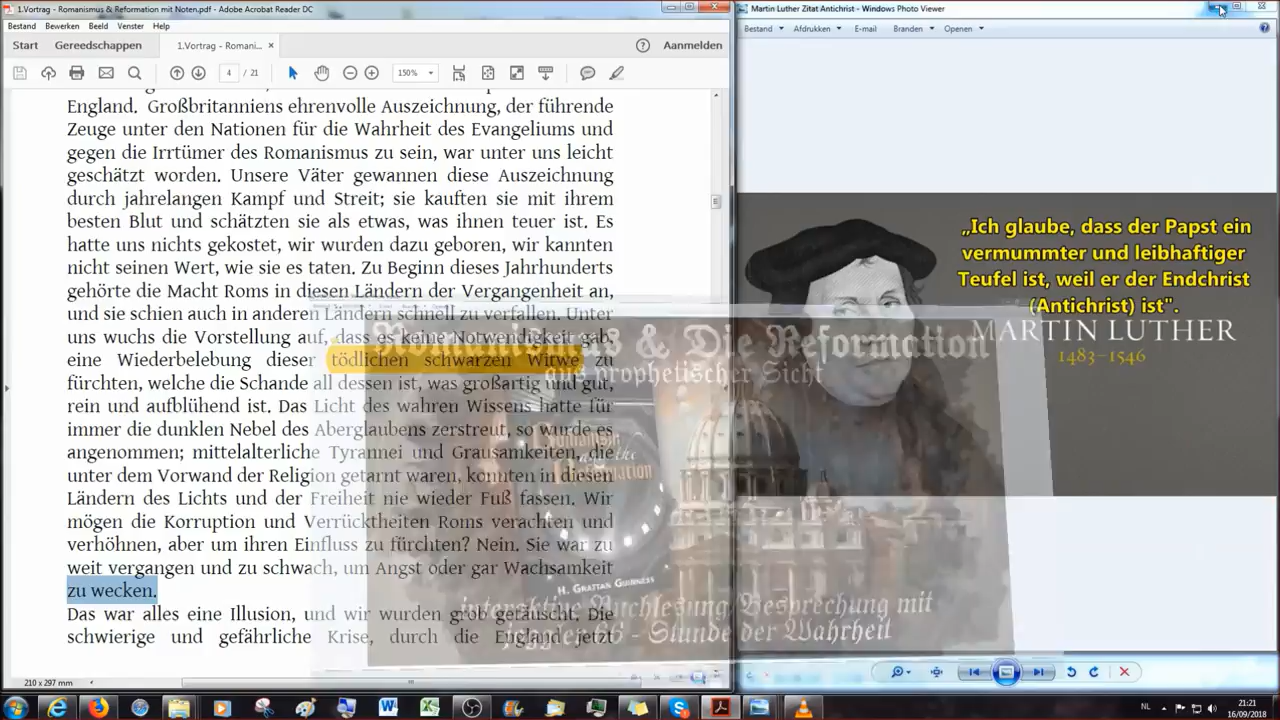 1.Vortrag - Romanismus & Reformation mit Noten.pdf - Adobe Acrobat Reader DC
Bestand Bewerken Beeld Venster Help
Start Gereedschappen 1.Vortrag - Romani... × Aanmelden
4 / 21 150%
England. Großbritanniens ehrenvolle Auszeichnung, der führende
Zeuge unter den Nationen für die Wahrheit des Evangeliums und
gegen die Irrtümer des Romanismus zu sein, war unter uns leicht
geschätzt worden. Unsere Väter gewannen diese Auszeichnung
durch jahrelangen Kampf und Streit; sie kauften sie mit ihrem
besten Blut und schätzten sie als etwas, was ihnen teuer ist. Es
hatte uns nichts gekostet, wir wurden dazu geboren, wir kannten
nicht seinen Wert, wie sie es taten. Zu Beginn dieses Jahrhunderts
gehörte die Macht Roms in diesen Ländern der Vergangenheit an,
und sie schien auch in anderen Ländern schnell zu verfallen. Unter
uns wuchs die Vorstellung auf, dass es keine Notwendigkeit gab,
eine Wiederbelebung dieser tödlichen schwarzen Witwe zu
fürchten, welche die Schande all dessen ist, was großartig und gut,
rein und aufblühend ist. Das Licht des wahren Wissens hatte für
immer die dunklen Nebel des Aberglaubens zerstreut, so wurde es
angenommen; mittelalterliche Tyrannei und Grausamkeiten, die
unter dem Vorwand der Religion getarnt waren, konnten in diesen
Ländern des Lichts und der Freiheit nie wieder Fuß fassen. Wir
mögen die Korruption und Verrücktheiten Roms verachten und
verhöhnen, aber um ihren Einfluss zu fürchten? Nein. Sie war zu
weit vergangen und zu schwach, um Angst oder gar Wachsamkeit
zu wecken.
Das war alles eine Illusion, und wir wurden grob getäuscht. Die
schwierige und gefährliche Krise, durch die England jetzt
210 x 297 mm
Martin Luther Zitat Antichrist - Windows Photo Viewer
Bestand Afdrukken E-mail Branden Openen
„Ich glaube, dass der Papst ein
vermummter und leibhaftiger
Teufel ist, weil er der Endchrist
(Antichrist) ist".
MARTIN LUTHER
1483–1546
& Die Reformation
aus prophetischer Sicht
Romanism
Reformation
H. GRATTAN GUINNESS
interaktive Buchlesung/Besprechung mit
66 - Stunde der Wahrheit
NL 21:21
16/09/2018